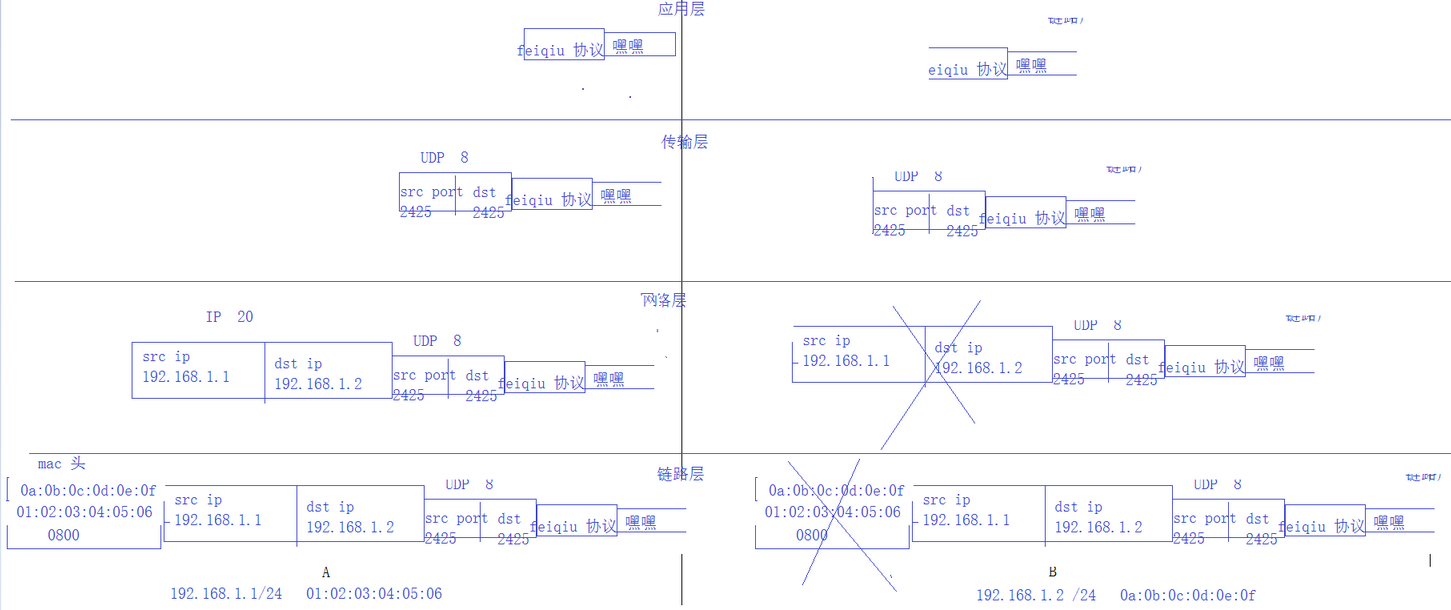 应用层
feiqiu 协议 嘿嘿
eiqiu 协议 嘿嘿
传输层
UDP 8
src port dst feiqiu 协议 嘿嘿
2425 2425
UDP 8
src port dst feiqiu 协议 嘿嘿
2425 2425
网络层
IP 20
UDP 8
src ip dst ip
192.168.1.1 192.168.1.2
src port dst feiqiu 协议 嘿嘿
2425 2425
UDP 8
src ip dst ip
192.168.1.1 192.168.1.2
src port dst feiqiu 协议 嘿嘿
2425 2425
链路层
mac 头
0a:0b:0c:0d:0e:0f
01:02:03:04:05:06
0800
src ip dst ip
192.168.1.1 192.168.1.2
UDP 8
src port dst feiqiu 协议 嘿嘿
2425 2425
0a:0b:0c:0d:0e:0f
01:02:03:04:05:06
0800
src ip dst ip
192.168.1.1 192.168.1.2
UDP 8
src port dst feiqiu 协议 嘿嘿
2425 2425
A
192.168.1.1/24 01:02:03:04:05:06
B
192.168.1.2 /24 0a:0b:0c:0d:0e:0f